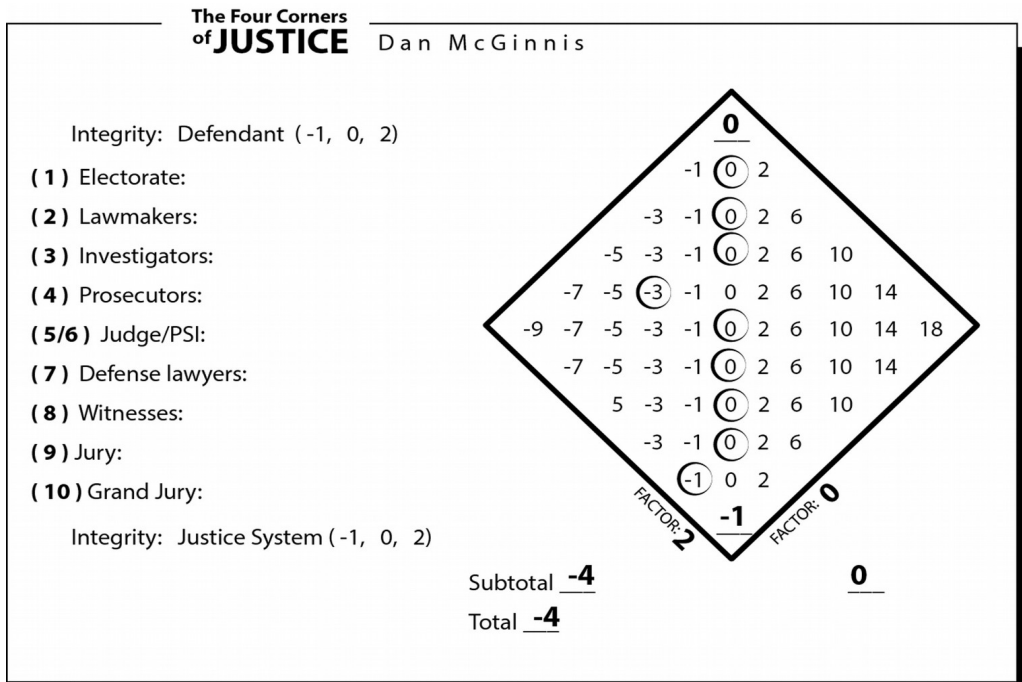 The Four Corners
of JUSTICE Dan McGinnis
Integrity: Defendant ( -1, 0, 2)
0
( 1 ) Electorate:
-1 0 2
( 2 ) Lawmakers:
-3 -1 0 2 6
( 3 ) Investigators:
-5 -3 -1 0 2 6 10
( 4 ) Prosecutors:
-7 -5 -3 -1 0 2 6 10 14
( 5/6 ) Judge/PSI:
-9 -7 -5 -3 -1 0 2 6 10 14 18
( 7 ) Defense lawyers:
-7 -5 -3 -1 0 2 6 10 14
( 8 ) Witnesses:
5 -3 -1 0 2 6 10
( 9 ) Jury:
-3 -1 0 2 6
( 10 ) Grand Jury:
-1 0 2
Integrity: Justice System ( -1, 0, 2)
-1
FACTOR: 2
FACTOR: 0
Subtotal -4 0
Total -4